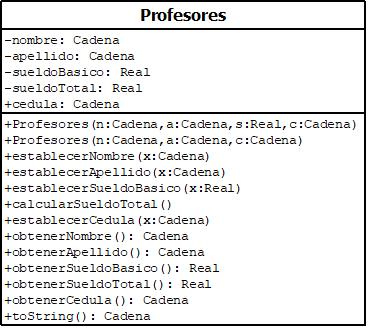 Profesores
-nombre: Cadena
-apellido: Cadena
-sueldoBasico: Real
-sueldoTotal: Real
+cedula: Cadena
+Profesores(n:Cadena,a:Cadena,s:Real,c:Cadena)
+Profesores(n:Cadena,a:Cadena,c:Cadena)
+establecerNombre(x:Cadena)
+establecerApellido(x:Cadena)
+establecerSueldoBasico(x:Real)
+calcularSueldoTotal()
+establecerCedula(x:Cadena)
+obtenerNombre(): Cadena
+obtenerApellido(): Cadena
+obtenerSueldoBasico(): Real
+obtenerSueldoTotal(): Real
+obtenerCedula(): Cadena
+toString(): Cadena